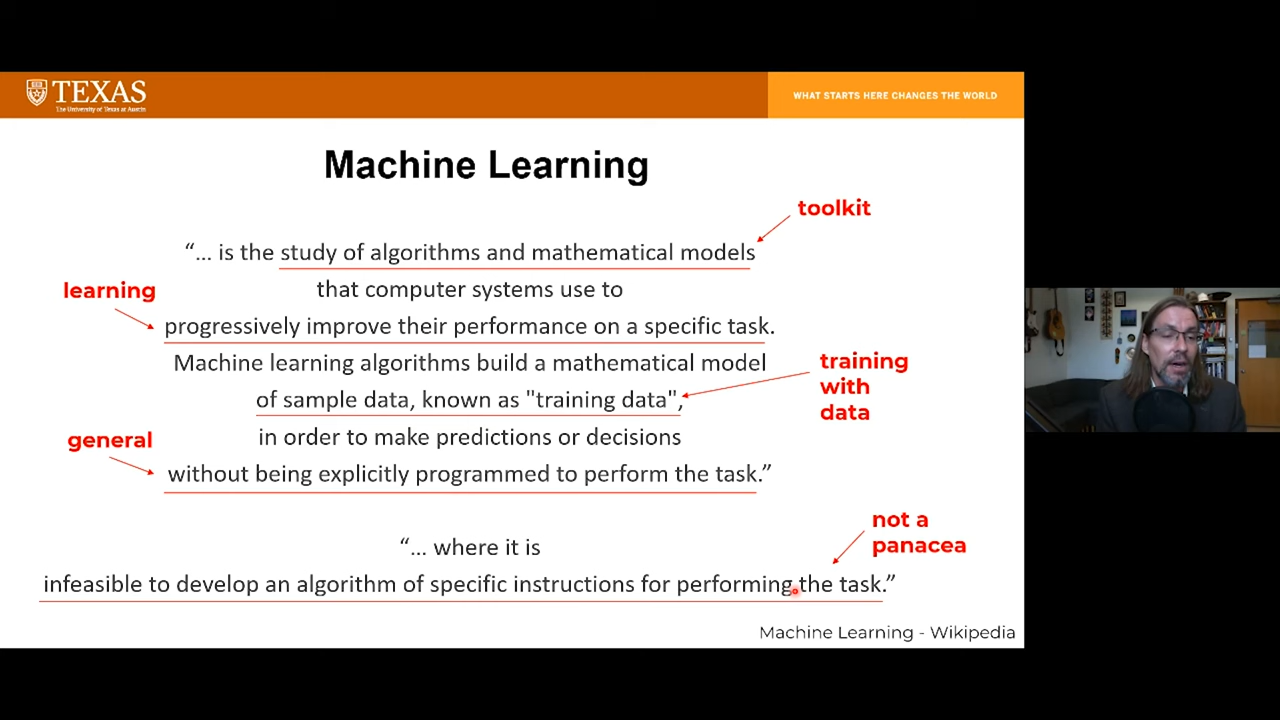 TEXAS
The University of Texas at Austin
WHAT STARTS HERE CHANGES THE WORLD
Machine Learning
toolkit
“... is the study of algorithms and mathematical models
learning
that computer systems use to
progressively improve their performance on a specific task.
Machine learning algorithms build a mathematical model
training
with
data
of sample data, known as "training data",
general
in order to make predictions or decisions
without being explicitly programmed to perform the task.”
not a
panacea
“... where it is
infeasible to develop an algorithm of specific instructions for performing the task.”
Machine Learning - Wikipedia